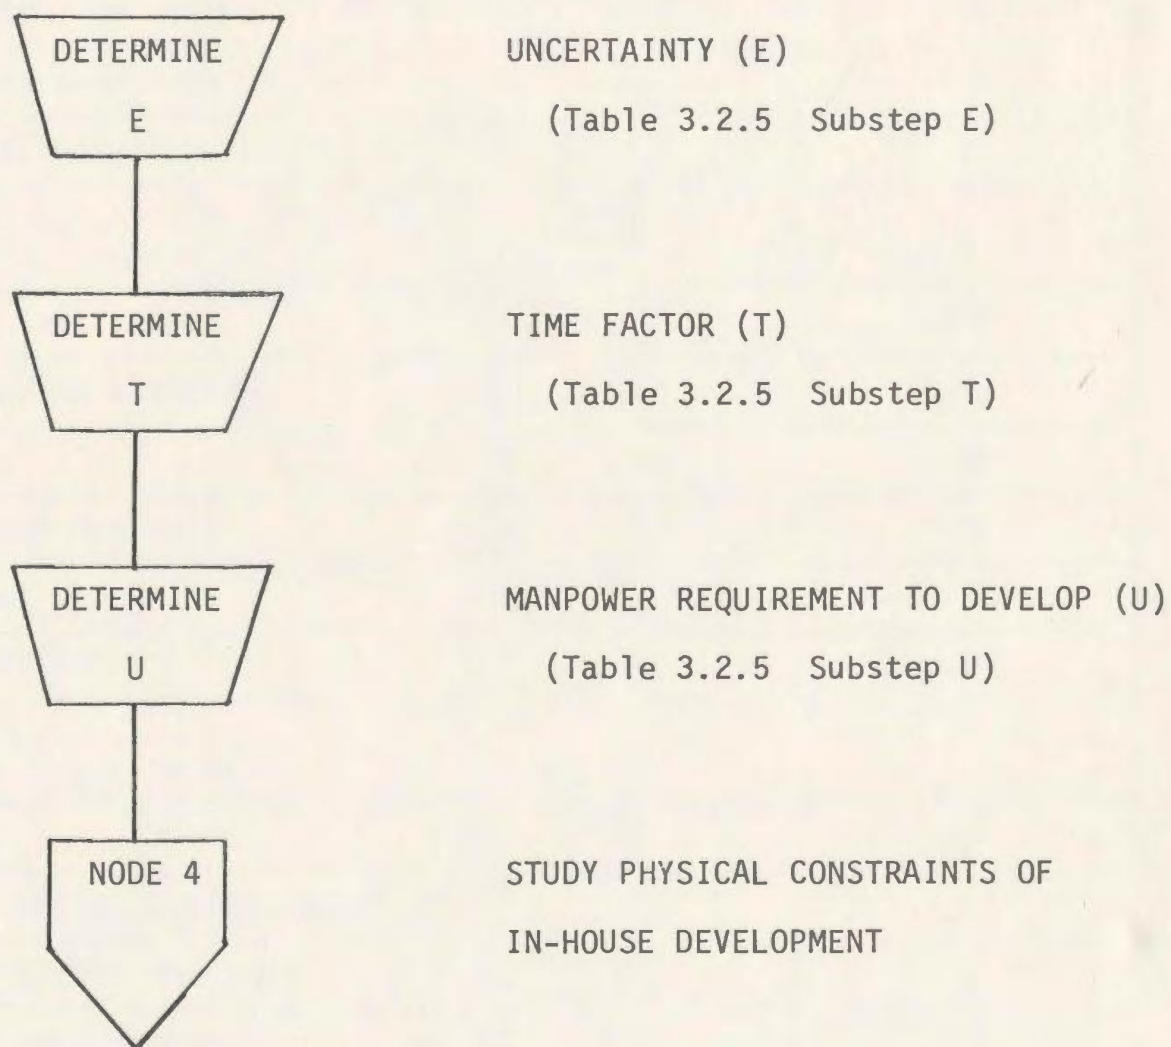 DETERMINE
E
UNCERTAINTY (E)
(Table 3.2.5 Substep E)
DETERMINE
T
TIME FACTOR (T)
(Table 3.2.5 Substep T)
DETERMINE
U
MANPOWER REQUIREMENT TO DEVELOP (U)
(Table 3.2.5 Substep U)
NODE 4
STUDY PHYSICAL CONSTRAINTS OF
IN-HOUSE DEVELOPMENT